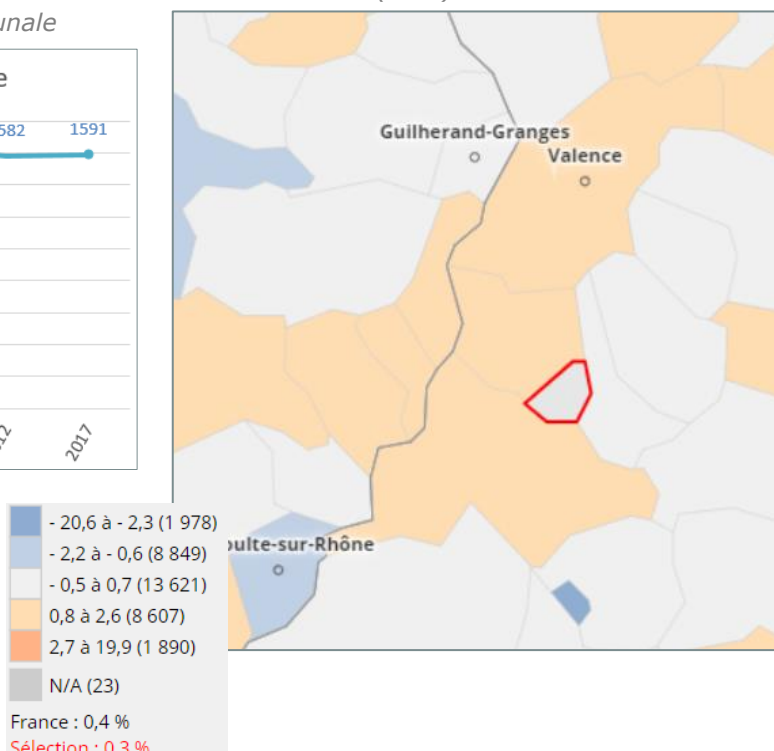 unale
e
582 1591
2017
Guilherand-Granges
Valence
oulte-sur-Rhône
- 20,6 à - 2,3 (1 978)
- 2,2 à - 0,6 (8 849)
- 0,5 à 0,7 (13 621)
0,8 à 2,6 (8 607)
2,7 à 19,9 (1 890)
N/A (23)
France : 0,4 %
Sélection : 0,3 %